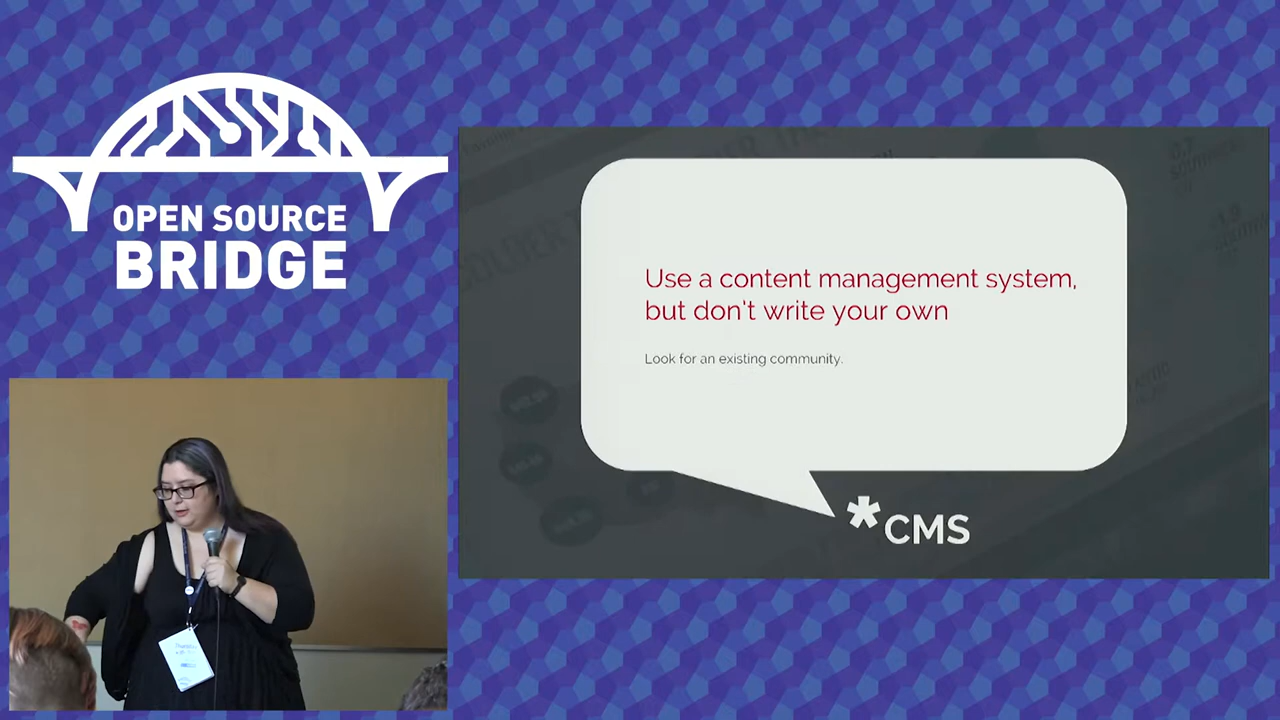 OPEN SOURCE
BRIDGE
Use a content management system,
but don't write your own
Look for an existing community.
*CMS